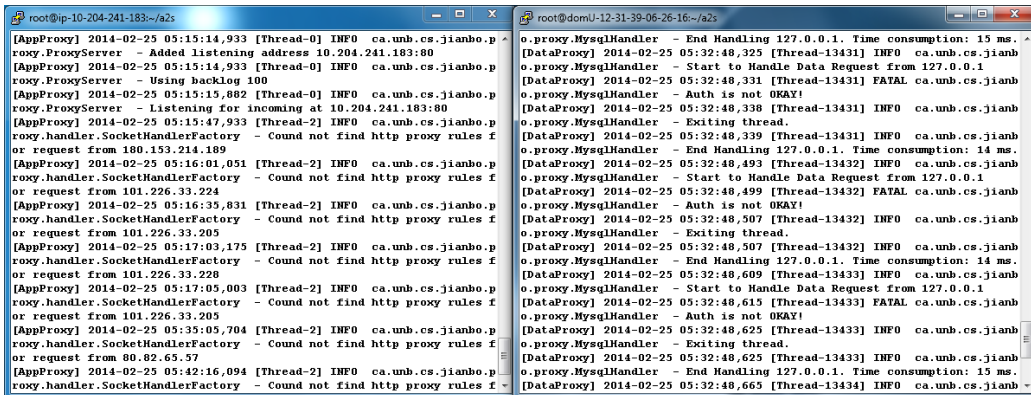 root@ip-10-204-241-183:~/a2s
[AppProxy] 2014-02-25 05:15:14,933 [Thread-0] INFO  ca.unb.cs.jianbo.p
roxy.ProxyServer  - Added listening address 10.204.241.183:80
[AppProxy] 2014-02-25 05:15:14,933 [Thread-0] INFO  ca.unb.cs.jianbo.p
roxy.ProxyServer  - Using backlog 100
[AppProxy] 2014-02-25 05:15:15,882 [Thread-0] INFO  ca.unb.cs.jianbo.p
roxy.ProxyServer  - Listening for incoming at 10.204.241.183:80
[AppProxy] 2014-02-25 05:15:47,933 [Thread-2] INFO  ca.unb.cs.jianbo.p
roxy.handler.SocketHandlerFactory  - Cound not find http proxy rules f
or request from 180.153.214.189
[AppProxy] 2014-02-25 05:16:01,051 [Thread-2] INFO  ca.unb.cs.jianbo.p
roxy.handler.SocketHandlerFactory  - Cound not find http proxy rules f
or request from 101.226.33.224
[AppProxy] 2014-02-25 05:16:35,831 [Thread-2] INFO  ca.unb.cs.jianbo.p
roxy.handler.SocketHandlerFactory  - Cound not find http proxy rules f
or request from 101.226.33.205
[AppProxy] 2014-02-25 05:17:03,175 [Thread-2] INFO  ca.unb.cs.jianbo.p
roxy.handler.SocketHandlerFactory  - Cound not find http proxy rules f
or request from 101.226.33.228
[AppProxy] 2014-02-25 05:17:05,003 [Thread-2] INFO  ca.unb.cs.jianbo.p
roxy.handler.SocketHandlerFactory  - Cound not find http proxy rules f
or request from 101.226.33.205
[AppProxy] 2014-02-25 05:35:05,704 [Thread-2] INFO  ca.unb.cs.jianbo.p
roxy.handler.SocketHandlerFactory  - Cound not find http proxy rules f
or request from 80.82.65.57
[AppProxy] 2014-02-25 05:42:16,094 [Thread-2] INFO  ca.unb.cs.jianbo.p
roxy.handler.SocketHandlerFactory  - Cound not find http proxy rules f
root@domU-12-31-39-06-26-16:~/a2s
o.proxy.MysqlHandler  - End Handling 127.0.0.1. Time consumption: 15 ms.
[DataProxy] 2014-02-25 05:32:48,325 [Thread-13431] INFO  ca.unb.cs.jianb
o.proxy.MysqlHandler  - Start to Handle Data Request from 127.0.0.1
[DataProxy] 2014-02-25 05:32:48,331 [Thread-13431] FATAL ca.unb.cs.jianb
o.proxy.MysqlHandler  - Auth is not OKAY!
[DataProxy] 2014-02-25 05:32:48,338 [Thread-13431] INFO  ca.unb.cs.jianb
o.proxy.MysqlHandler  - Exiting thread.
[DataProxy] 2014-02-25 05:32:48,339 [Thread-13431] INFO  ca.unb.cs.jianb
o.proxy.MysqlHandler  - End Handling 127.0.0.1. Time consumption: 14 ms.
[DataProxy] 2014-02-25 05:32:48,493 [Thread-13432] INFO  ca.unb.cs.jianb
o.proxy.MysqlHandler  - Start to Handle Data Request from 127.0.0.1
[DataProxy] 2014-02-25 05:32:48,499 [Thread-13432] FATAL ca.unb.cs.jianb
o.proxy.MysqlHandler  - Auth is not OKAY!
[DataProxy] 2014-02-25 05:32:48,507 [Thread-13432] INFO  ca.unb.cs.jianb
o.proxy.MysqlHandler  - Exiting thread.
[DataProxy] 2014-02-25 05:32:48,507 [Thread-13432] INFO  ca.unb.cs.jianb
o.proxy.MysqlHandler  - End Handling 127.0.0.1. Time consumption: 14 ms.
[DataProxy] 2014-02-25 05:32:48,609 [Thread-13433] INFO  ca.unb.cs.jianb
o.proxy.MysqlHandler  - Start to Handle Data Request from 127.0.0.1
[DataProxy] 2014-02-25 05:32:48,615 [Thread-13433] FATAL ca.unb.cs.jianb
o.proxy.MysqlHandler  - Auth is not OKAY!
[DataProxy] 2014-02-25 05:32:48,625 [Thread-13433] INFO  ca.unb.cs.jianb
o.proxy.MysqlHandler  - Exiting thread.
[DataProxy] 2014-02-25 05:32:48,625 [Thread-13433] INFO  ca.unb.cs.jianb
o.proxy.MysqlHandler  - End Handling 127.0.0.1. Time consumption: 15 ms.
[DataProxy] 2014-02-25 05:32:48,665 [Thread-13434] INFO  ca.unb.cs.jianb